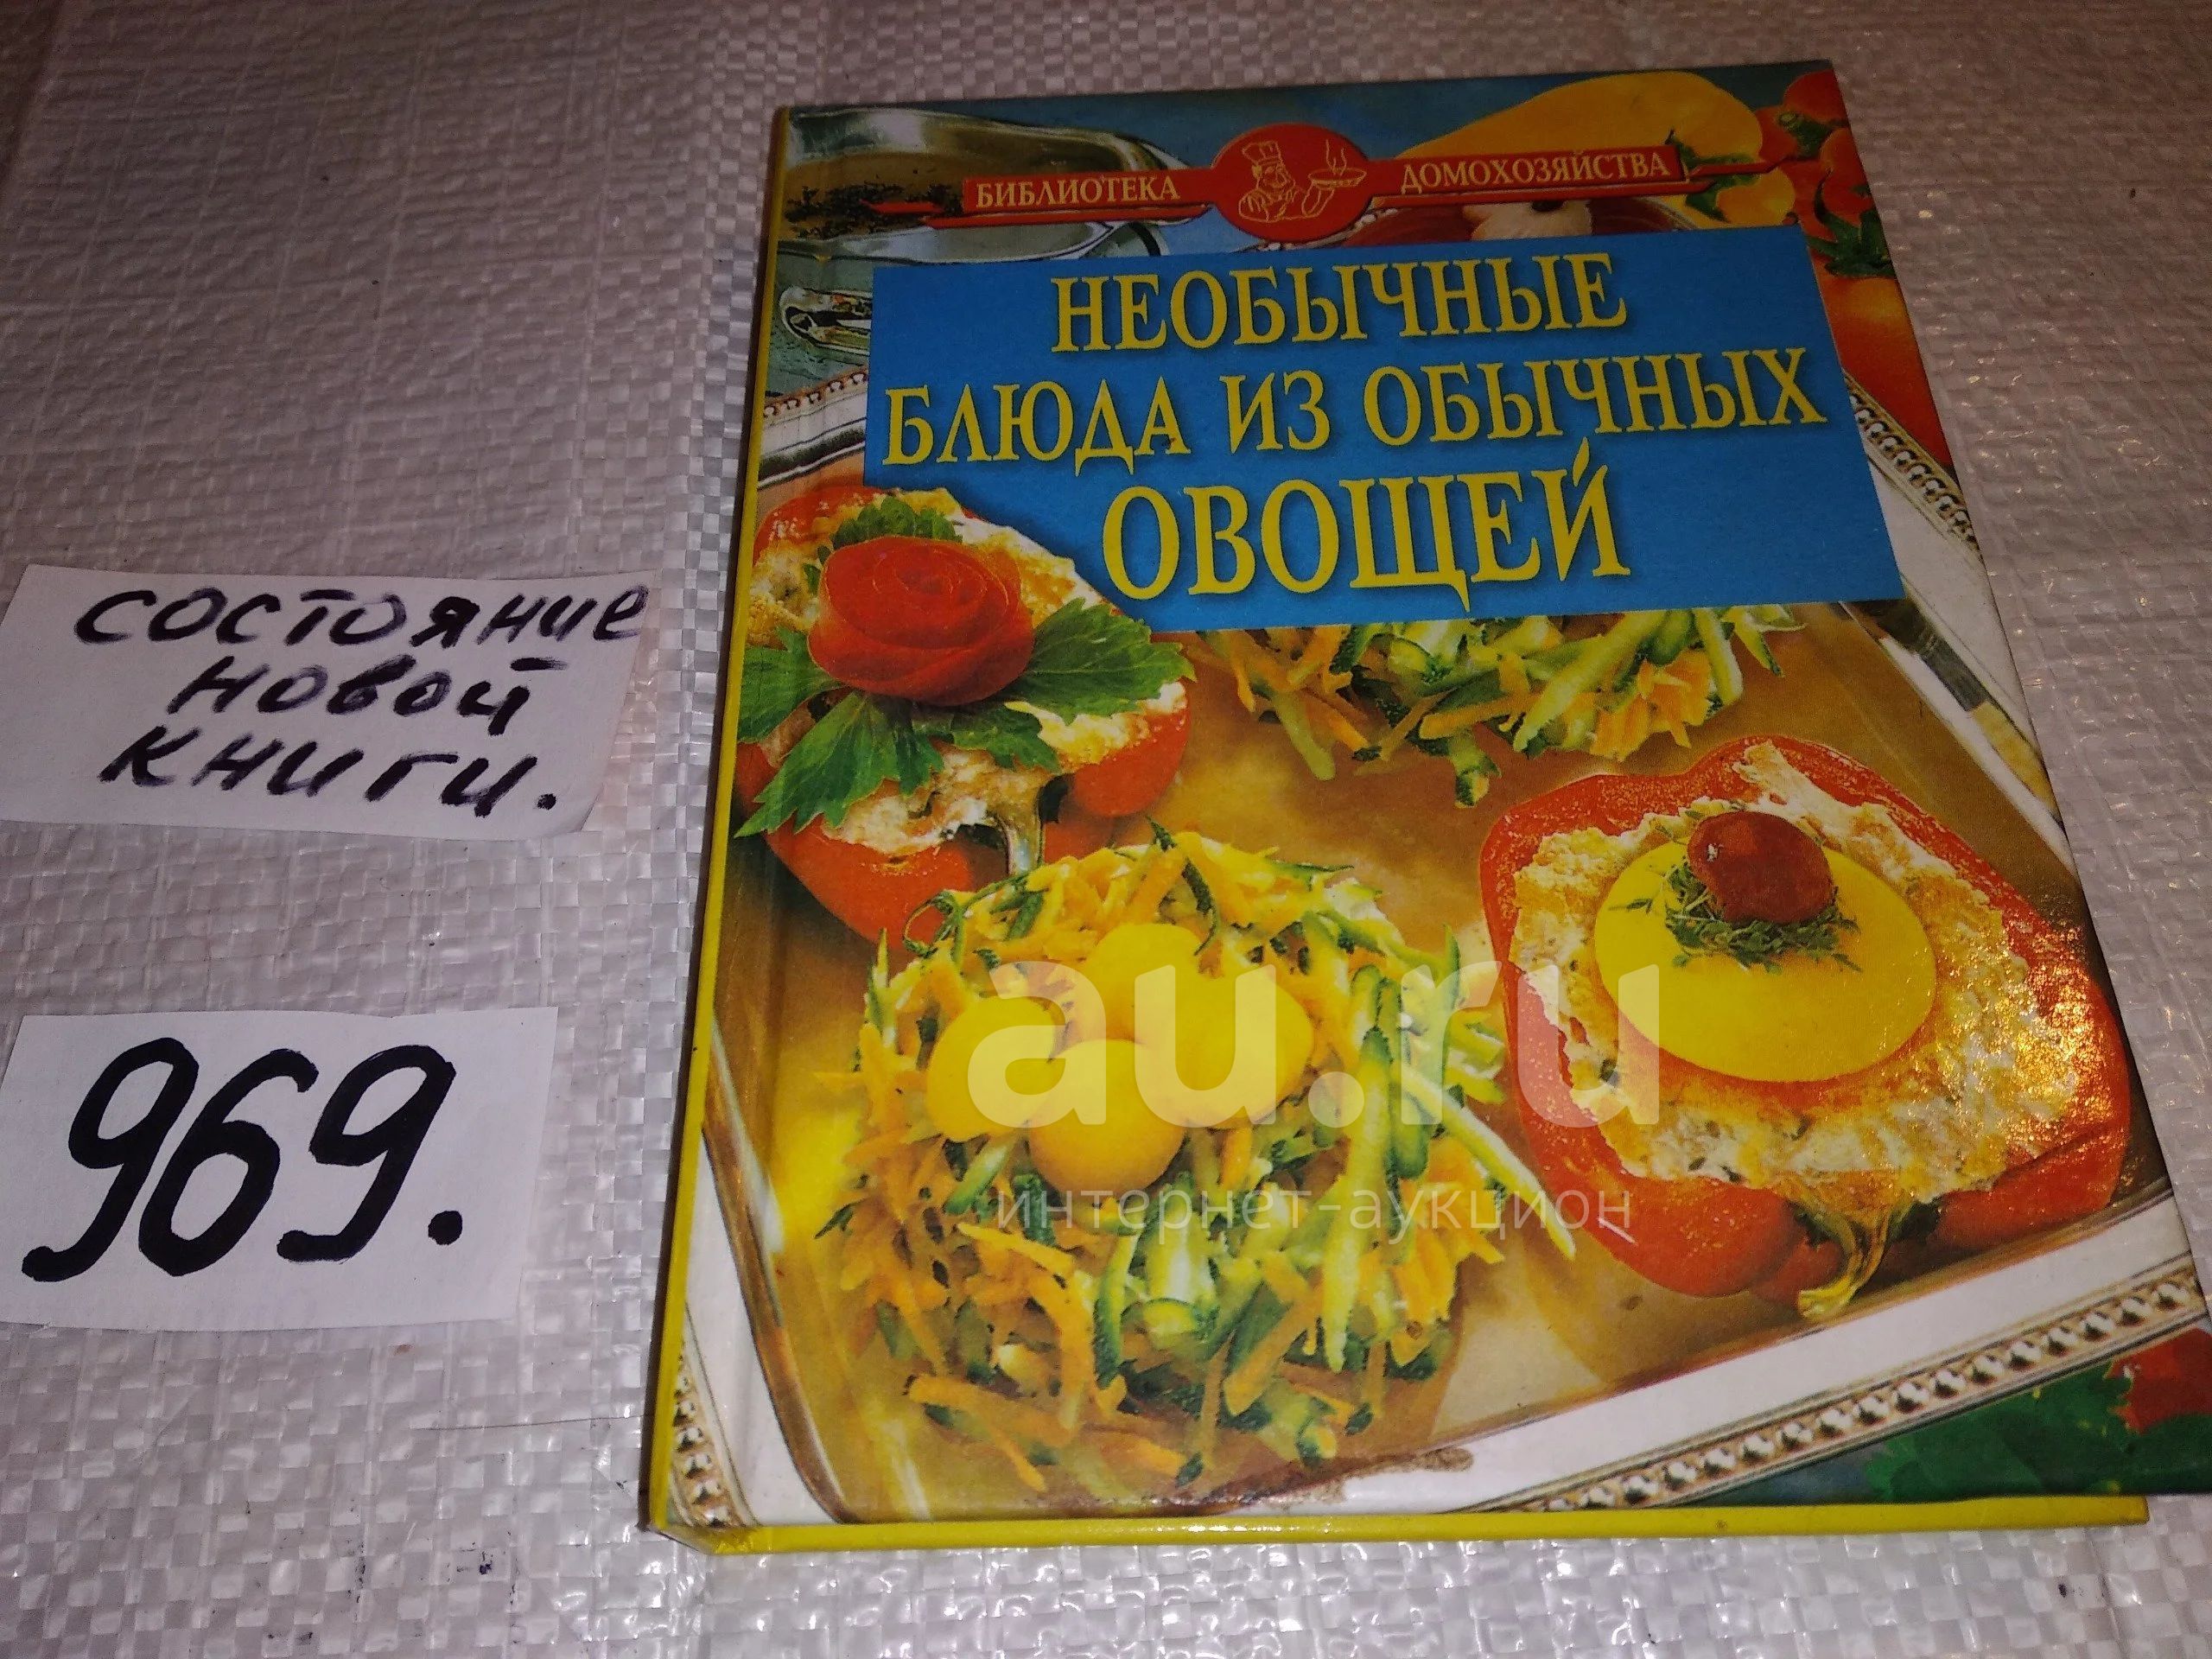 БИБЛИОТЕКА ДОМОХОЗЯЙСТВА
НЕОБЫЧНЫЕ
БЛЮДА ИЗ ОБЫЧНЫХ
ОВОЩЕЙ
состояние
новой
книги.
969.
au.ru
интернет-аукцион